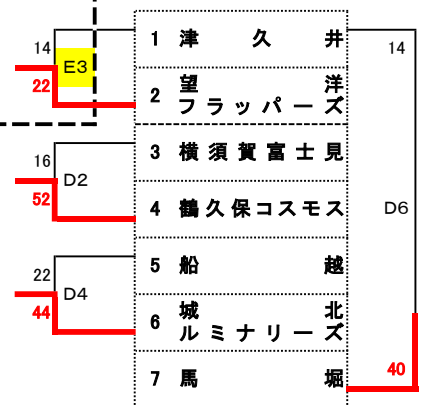 14 1 津久井 14
E3
22 2 望洋
フラッパーズ
16 3 横須賀富士見
D2
52 4 鶴久保コスモス D6
22 5 船越
D4
44 6 城北
ルミナリーズ
7 馬堀 40